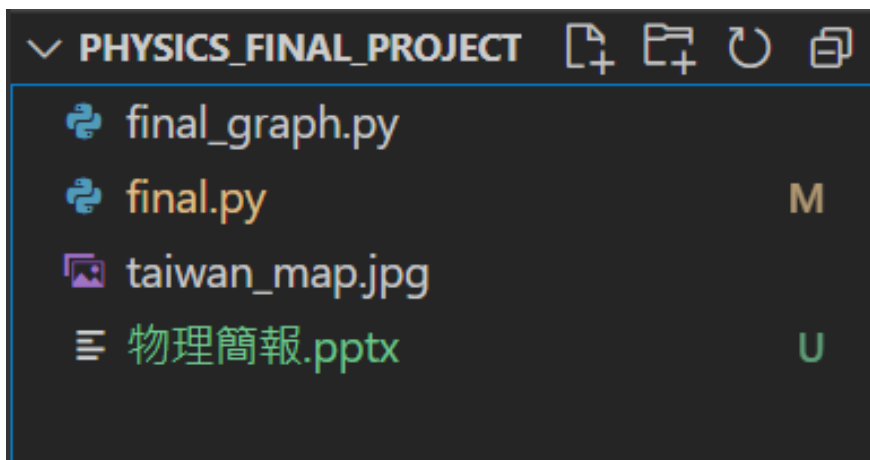 PHYSICS_FINAL_PROJECT
final_graph.py
final.py M
taiwan_map.jpg
物理簡報.pptx U